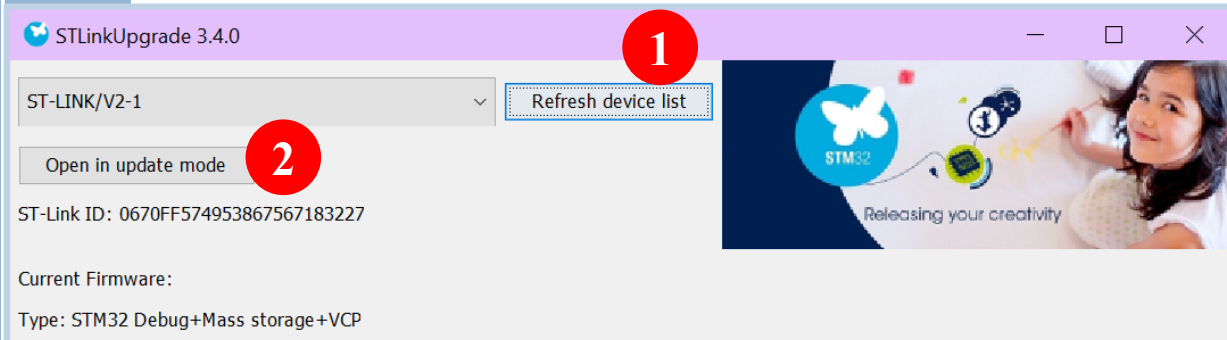 STLinkUpgrade 3.4.0
1
ST-LINK/V2-1
Refresh device list
Open in update mode
2
ST-Link ID: 0670FF574953867567183227
STM32
Releasing your creativity
Current Firmware:
Type: STM32 Debug+Mass storage+VCP